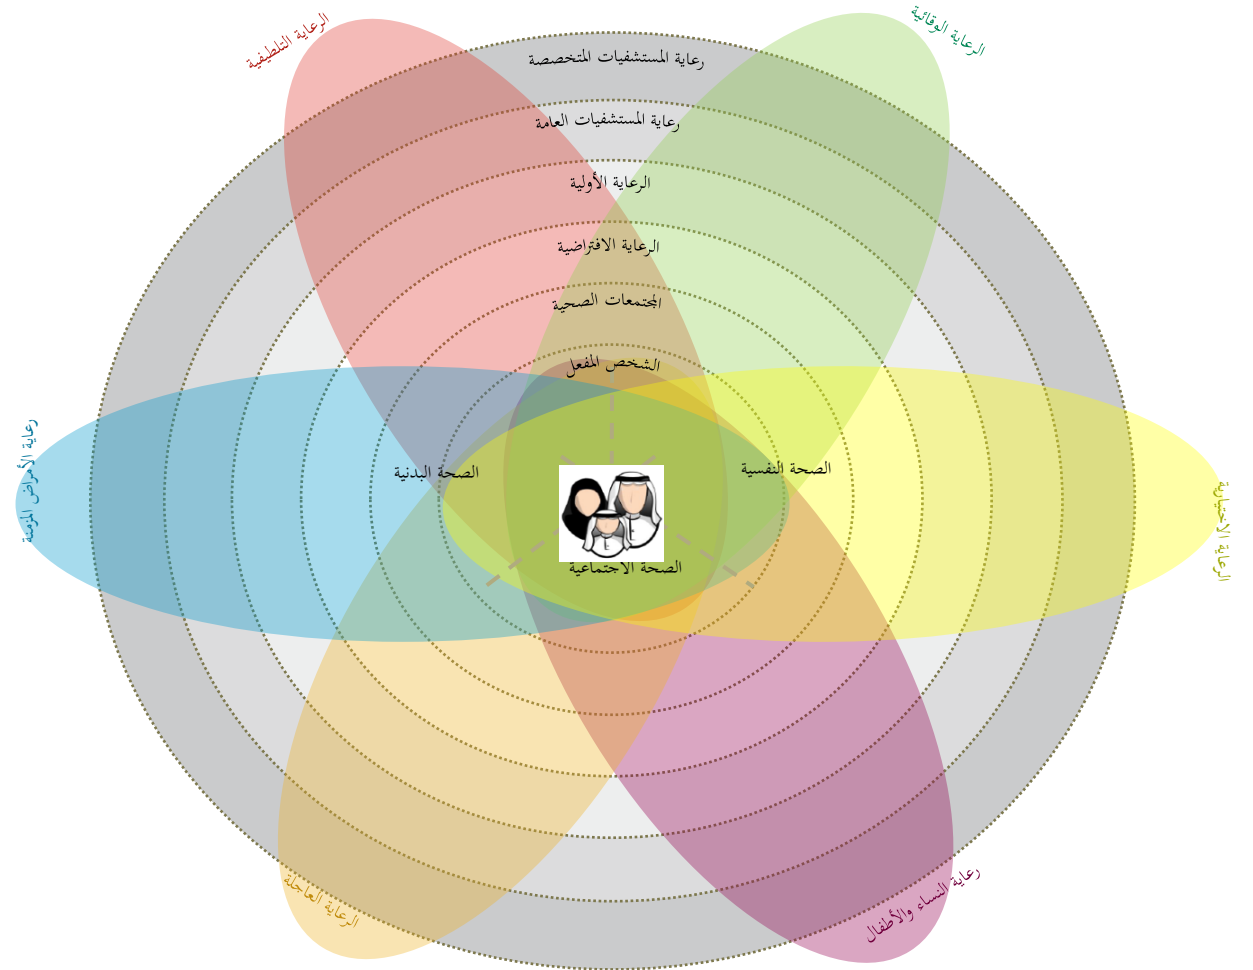 الرعاية الوقائية
الرعاية التلطيفية
رعاية المستشفيات المتخصصة
رعاية المستشفيات العامة
الرعاية الأولية
الرعاية الافتراضية
المجتمعات الصحية
الشخص المفعل
الصحة النفسية
الصحة البدنية
الصحة الاجتماعية
الرعاية الاختيارية
رعاية الأمراض المزمنة
رعاية النساء والأطفال
الرعاية العاجلة